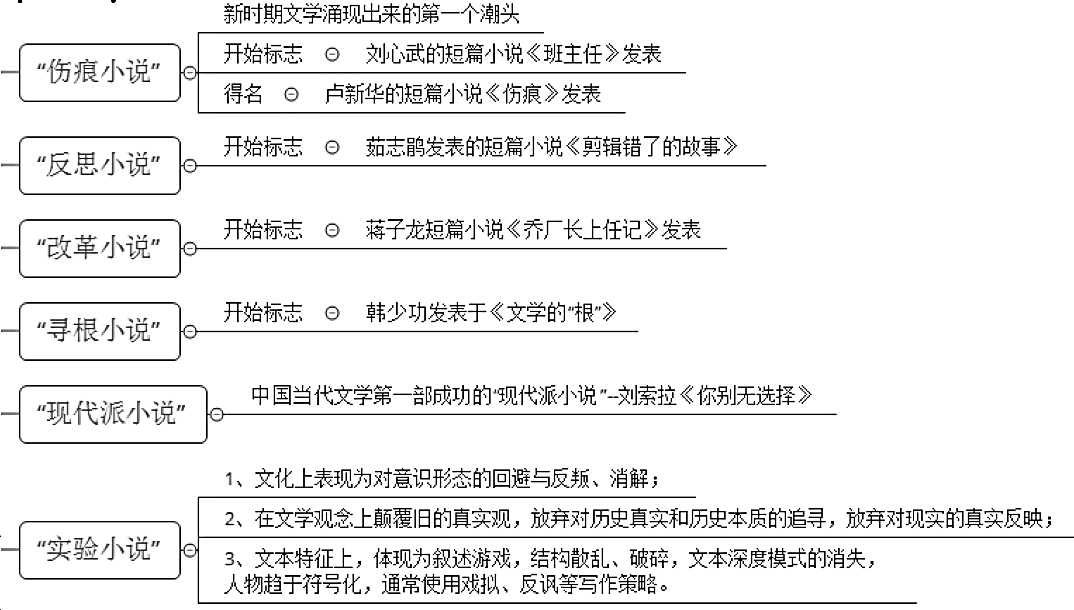 “伤痕小说”
新时期文学涌现出来的第一个潮头
开始标志 刘心武的短篇小说《班主任》发表
得名 卢新华的短篇小说《伤痕》发表
“反思小说”
开始标志 茹志鹃发表的短篇小说《剪辑错了的故事》
“改革小说”
开始标志 蒋子龙短篇小说《乔厂长上任记》发表
“寻根小说”
开始标志 韩少功发表于《文学的“根”》
“现代派小说”
中国当代文学第一部成功的“现代派小说”--刘索拉《你别无选择》
“实验小说”
1、文化上表现为对意识形态的回避与反叛、消解；
2、在文学观念上颠覆旧的真实观，放弃对历史真实和历史本质的追寻，放弃对现实的真实反映；
3、文本特征上，体现为叙述游戏，结构散乱、破碎，文本深度模式的消失，
人物趋于符号化，通常使用戏拟、反讽等写作策略。